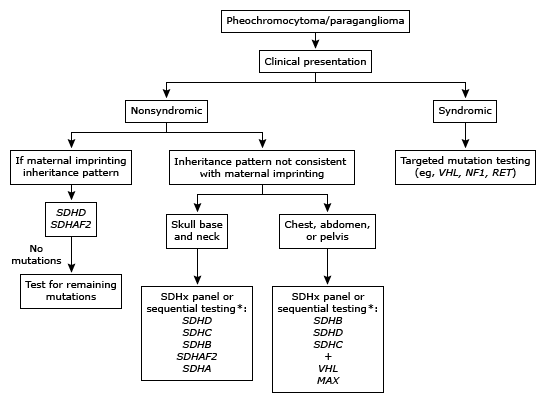 Pheochromocytoma/paraganglioma
Clinical presentation
Nonsyndromic
Syndromic
If maternal imprinting
inheritance pattern
Inheritance pattern not consistent
with maternal imprinting
Targeted mutation testing
(eg, VHL, NF1, RET)
SDHD
SDHAF2
Skull base
and neck
Chest, abdomen,
or pelvis
No
mutations
Test for remaining
mutations
SDHx panel or
sequential testing*:
SDHD
SDHC
SDHB
SDHAF2
SDHA
SDHx panel or
sequential testing*:
SDHB
SDHD
SDHC
+
VHL
MAX